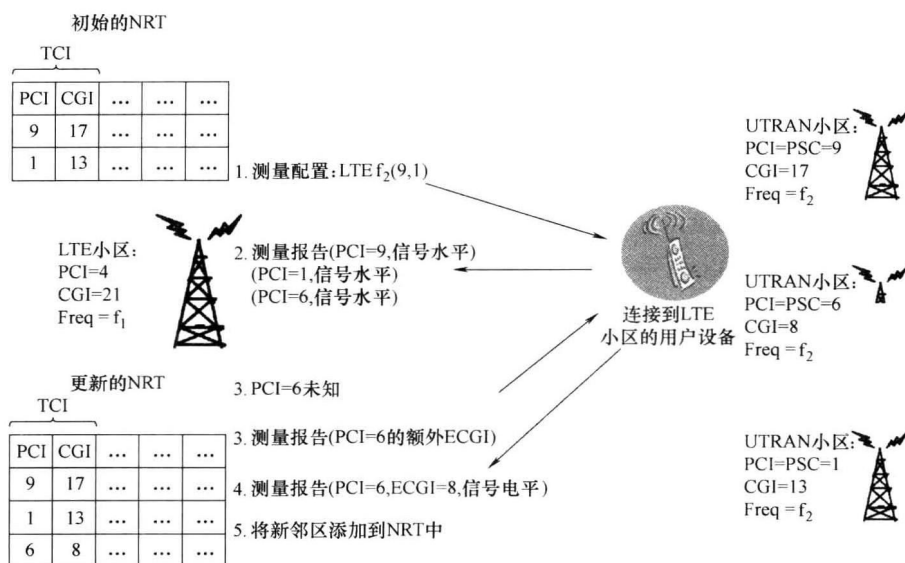 初始的NRT
TCI
PCI CGI … … …
9 17 … … …
1 13 … … …
1. 测量配置:LTE f₂(9,1)
LTE小区:
PCI=4
CGI=21
Freq=f₁
2. 测量报告(PCI=9,信号水平)
(PCI=1,信号水平)
(PCI=6,信号水平)
连接到LTE
小区的用户设备
UTRAN小区:
PCI=PSC=9
CGI=17
Freq=f₂
UTRAN小区:
PCI=PSC=6
CGI=8
Freq=f₂
UTRAN小区:
PCI=PSC=1
CGI=13
Freq=f₂
更新的NRT
TCI
PCI CGI … … …
9 17 … … …
1 13 … … …
6 8 … … …
3. PCI=6未知
3. 测量报告(PCI=6的额外ECGI)
4. 测量报告(PCI=6,ECGI=8,信号电平)
5. 将新邻区添加到NRT中